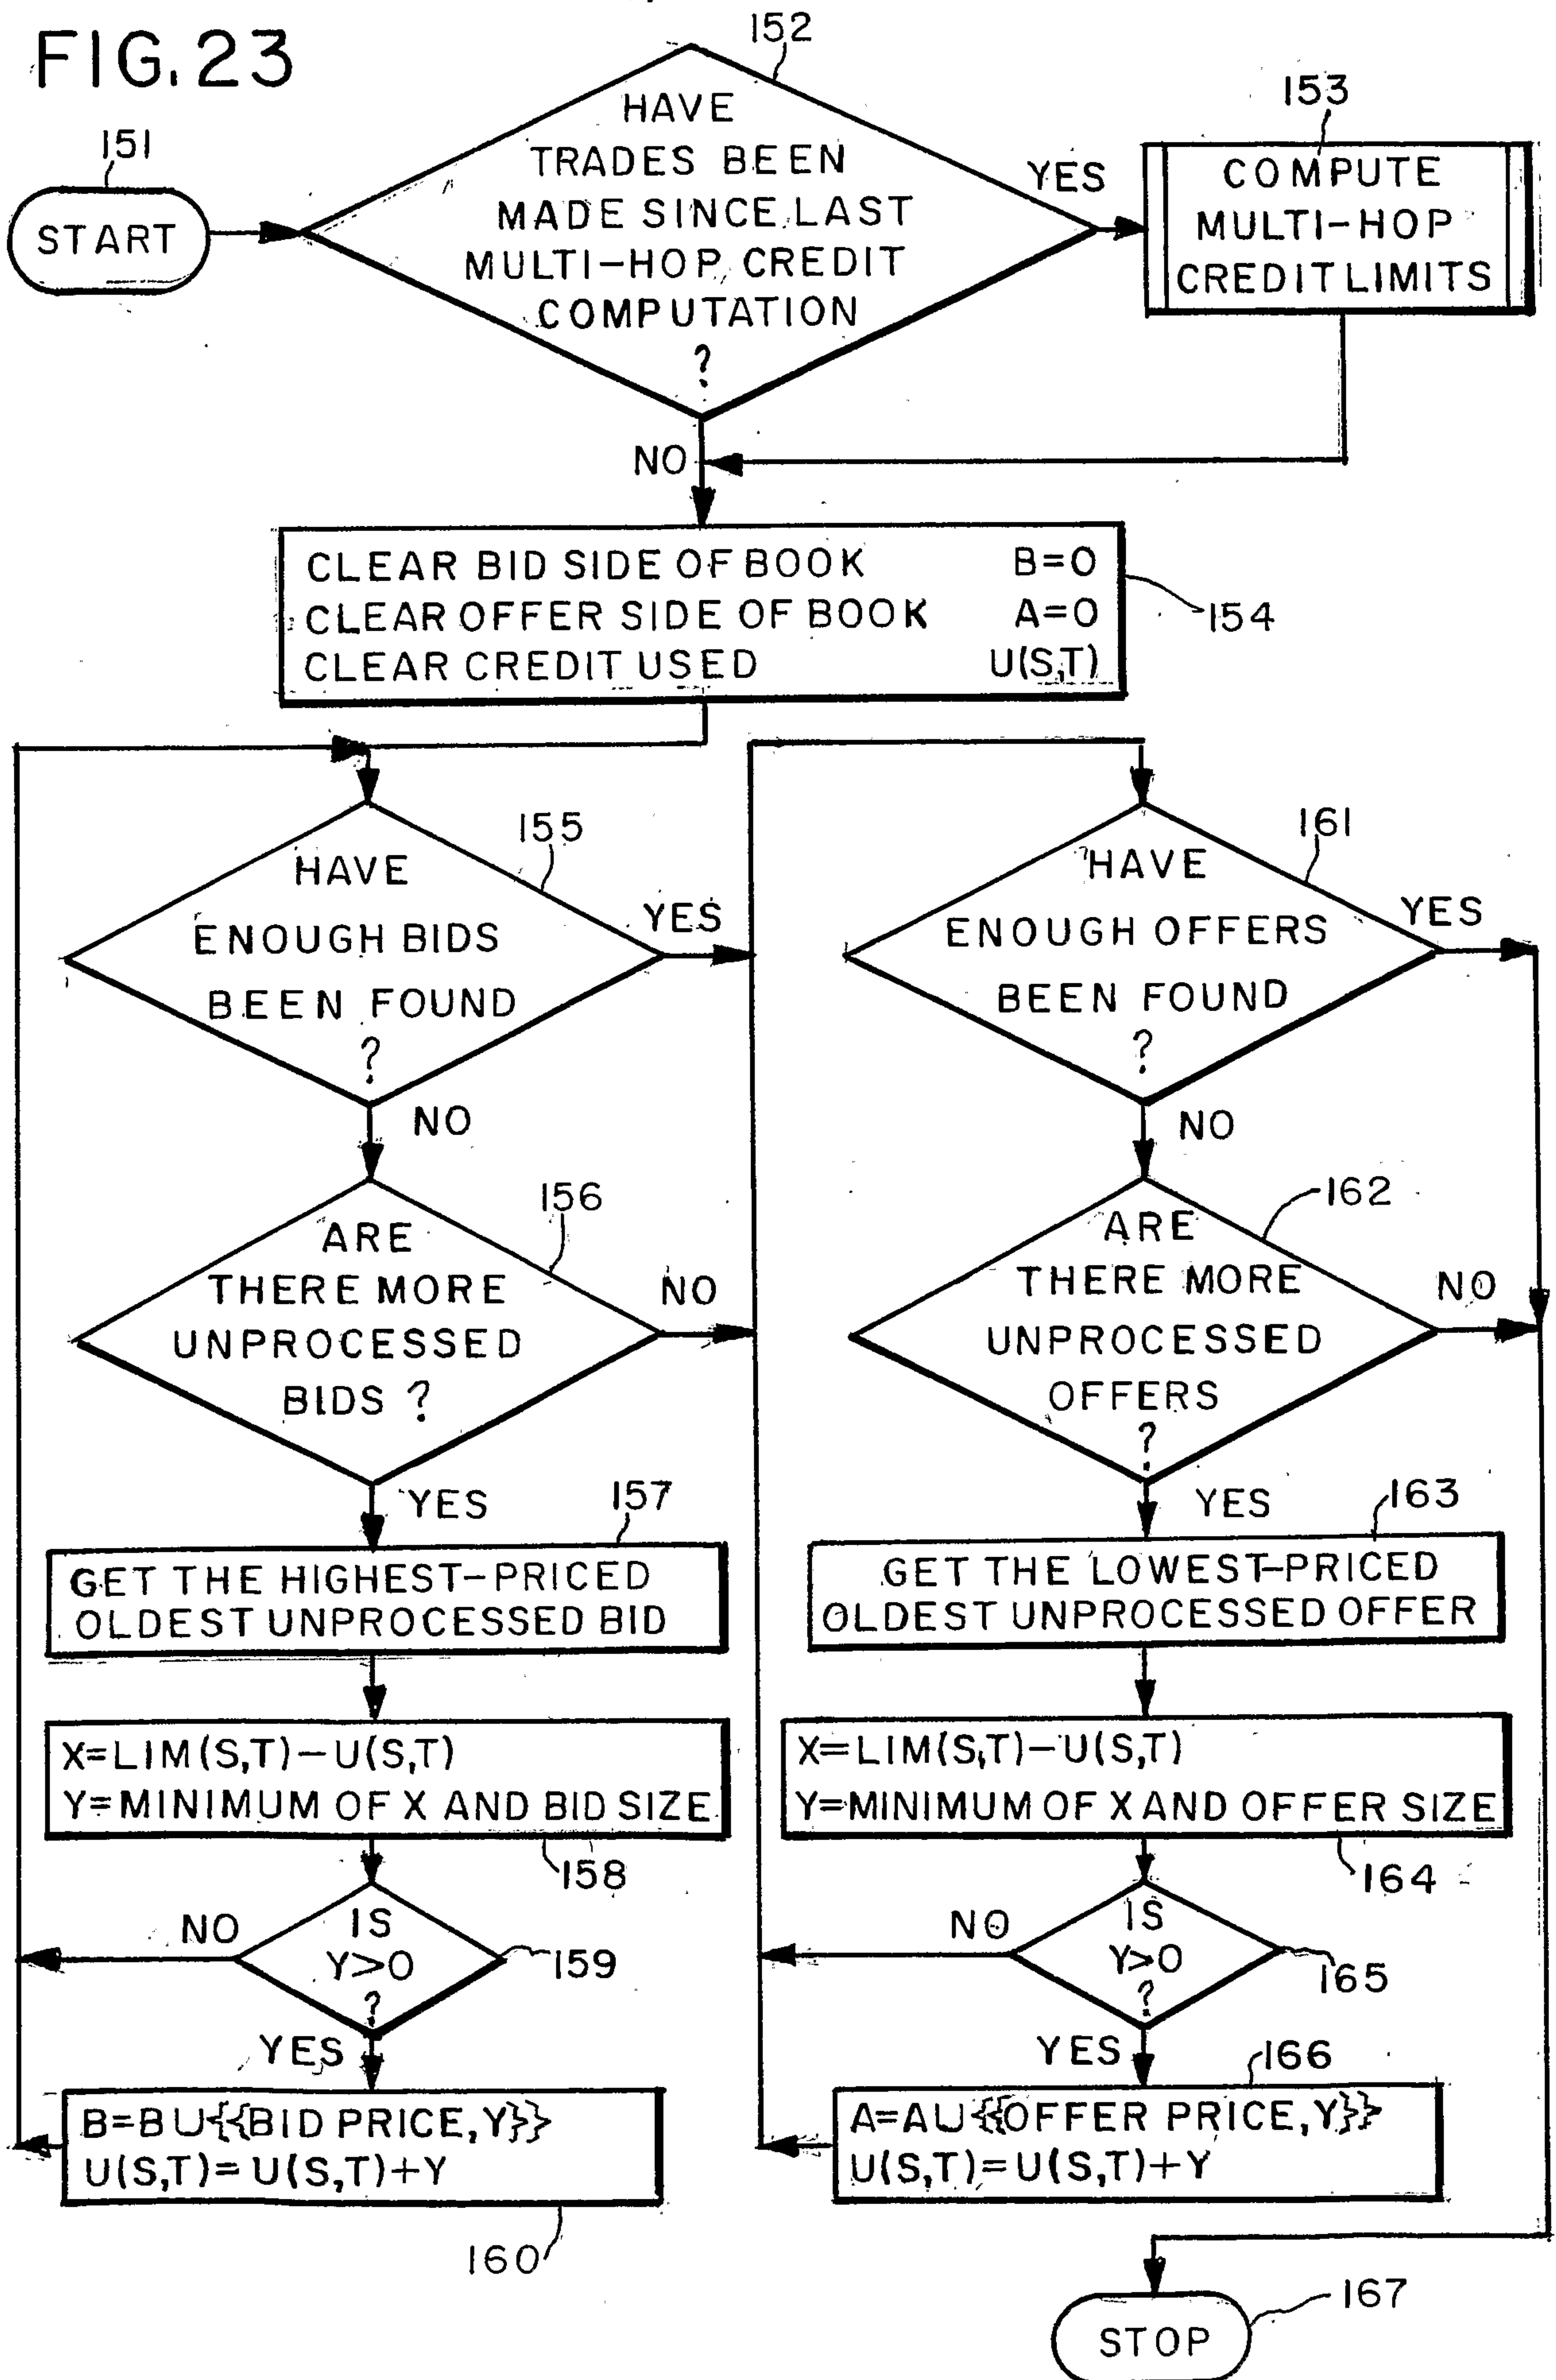 FIG. 23
152
HAVE
TRADES BEEN
MADE SINCE LAST
MULTI-HOP CREDIT
COMPUTATION
?
151
START
YES
153
COMPUTE
MULTI-HOP
CREDIT LIMITS
NO
CLEAR BID SIDE OF BOOK B=0
CLEAR OFFER SIDE OF BOOK A=0
CLEAR CREDIT USED U(S,T)
154
155
HAVE
ENOUGH BIDS
BEEN FOUND
?
YES
NO
156
ARE
THERE MORE
UNPROCESSED
BIDS ?
NO
YES
157
GET THE HIGHEST-PRICED
OLDEST UNPROCESSED BID
X=LIM(S,T)-U(S,T)
Y=MINIMUM OF X AND BID SIZE
158
IS
Y>0
?
159
NO
YES
B=BU{{BID PRICE,Y}}
U(S,T)=U(S,T)+Y
160
161
HAVE
ENOUGH OFFERS
BEEN FOUND
?
YES
NO
162
ARE
THERE MORE
UNPROCESSED
OFFERS
?
NO
YES
163
GET THE LOWEST-PRICED
OLDEST UNPROCESSED OFFER
X=LIM(S,T)-U(S,T)
Y=MINIMUM OF X AND OFFER SIZE
164
IS
Y>0
?
165
NO
YES
166
A=AU{{OFFER PRICE,Y}}
U(S,T)=U(S,T)+Y
167
STOP